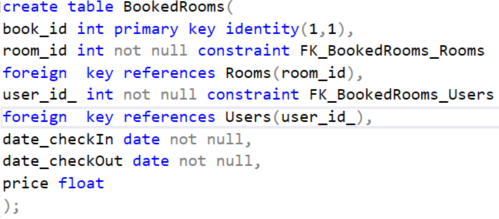 create table BookedRooms(
book_id int primary key identity(1,1),
room_id int not null constraint FK_BookedRooms_Rooms
foreign  key references Rooms(room_id),
user_id_ int not null constraint FK_BookedRooms_Users
foreign  key references Users(user_id_),
date_checkIn date not null,
date_checkOut date not null,
price float
);